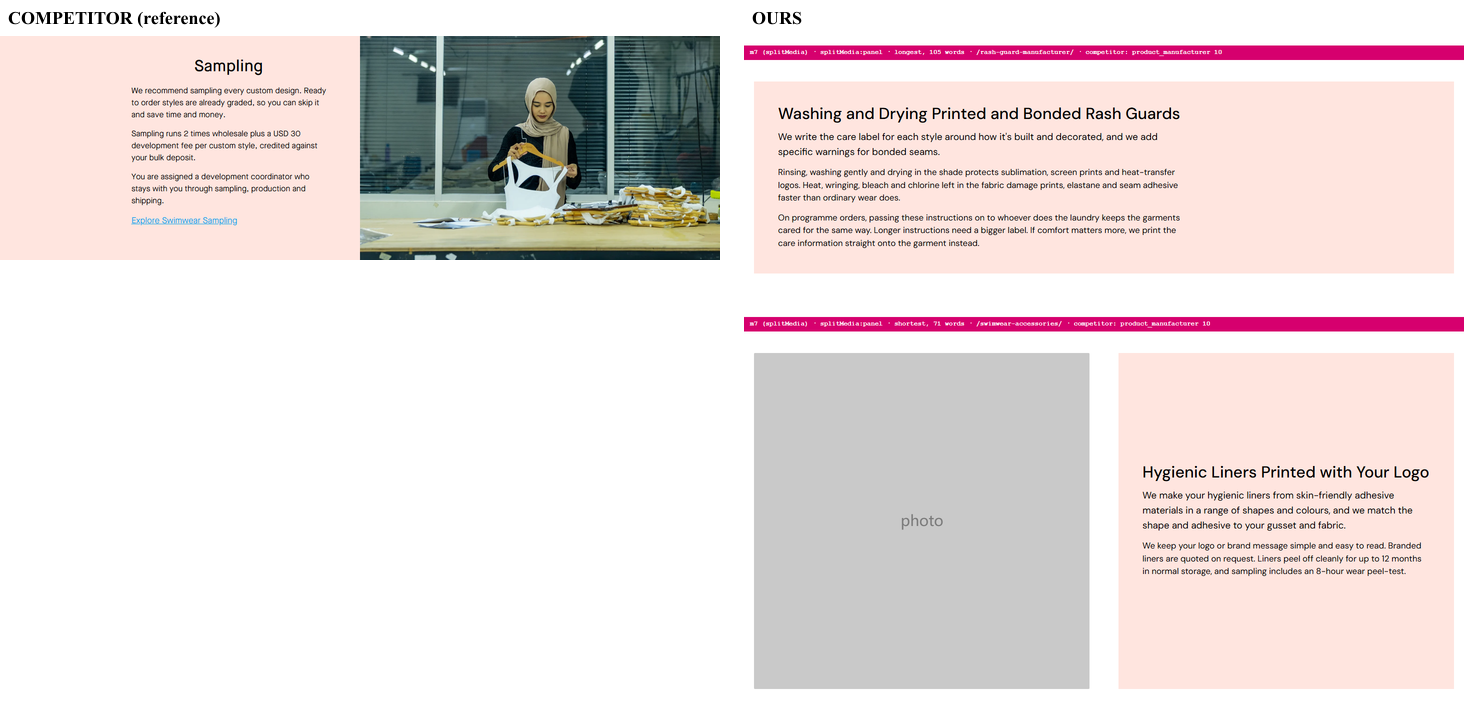 COMPETITOR (reference)
Sampling
We recommend sampling every custom design. Ready
to order styles are already graded, so you can skip it
and save time and money.
Sampling runs 2 times wholesale plus a USD 30
development fee per custom style, credited against
your bulk deposit.
You are assigned a development coordinator who
stays with you through sampling, production and
shipping.
Explore Swimwear Sampling
OURS
m7 (splitMedia) · splitMedia:panel · longest, 105 words · /rash-guard-manufacturer/ · competitor: product_manufacturer 10
Washing and Drying Printed and Bonded Rash Guards
We write the care label for each style around how it's built and decorated, and we add
specific warnings for bonded seams.
Rinsing, washing gently and drying in the shade protects sublimation, screen prints and heat-transfer
logos. Heat, wringing, bleach and chlorine left in the fabric damage prints, elastane and seam adhesive
faster than ordinary wear does.
On programme orders, passing these instructions on to whoever does the laundry keeps the garments
cared for the same way. Longer instructions need a bigger label. If comfort matters more, we print the
care information straight onto the garment instead.
m7 (splitMedia) · splitMedia:panel · shortest, 71 words · /swimwear-accessories/ · competitor: product_manufacturer 10
photo
Hygienic Liners Printed with Your Logo
We make your hygienic liners from skin-friendly adhesive
materials in a range of shapes and colours, and we match the
shape and adhesive to your gusset and fabric.
We keep your logo or brand message simple and easy to read. Branded
liners are quoted on request. Liners peel off cleanly for up to 12 months
in normal storage, and sampling includes an 8-hour wear peel-test.